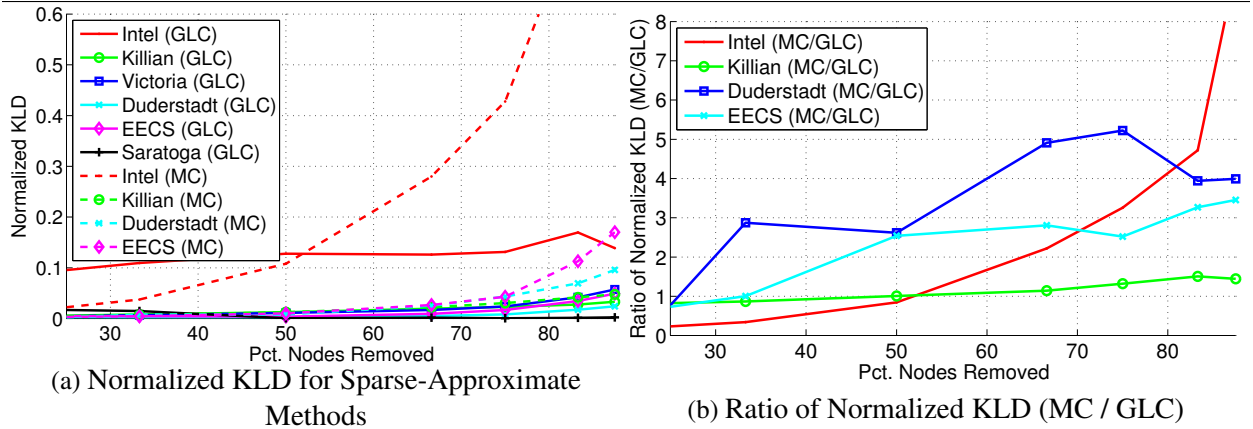 0.6
0.5
0.4
0.3
0.2
0.1
0
Normalized KLD
Intel (GLC)
Killian (GLC)
Victoria (GLC)
Duderstadt (GLC)
EECS (GLC)
Saratoga (GLC)
Intel (MC)
Killian (MC)
Duderstadt (MC)
EECS (MC)
30 40 50 60 70 80
Pct. Nodes Removed
(a) Normalized KLD for Sparse-Approximate
Methods
8
7
6
5
4
3
2
1
0
Ratio of Normalized KLD (MC/GLC)
Intel (MC/GLC)
Killian (MC/GLC)
Duderstadt (MC/GLC)
EECS (MC/GLC)
30 40 50 60 70 80
Pct. Nodes Removed
(b) Ratio of Normalized KLD (MC / GLC)